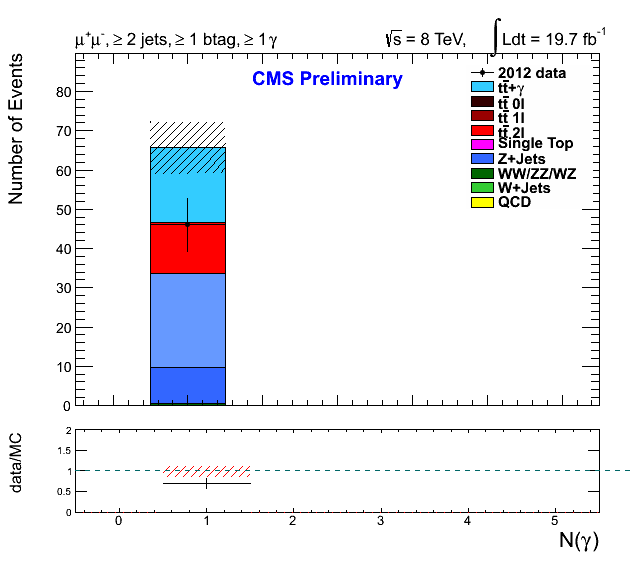 μ⁺μ⁻, ≥ 2 jets, ≥ 1 btag, ≥ 1 γ
√s = 8 TeV, ∫Ldt = 19.7 fb⁻¹
CMS Preliminary
2012 data
tt̄+γ
tt̄ 0l
tt̄ 1l
tt̄ 2l
Single Top
Z+Jets
WW/ZZ/WZ
W+Jets
QCD
Number of Events
80
70
60
50
40
30
20
10
0
data/MC
2
1.5
1
0.5
0
0 1 2 3 4 5
N(γ)